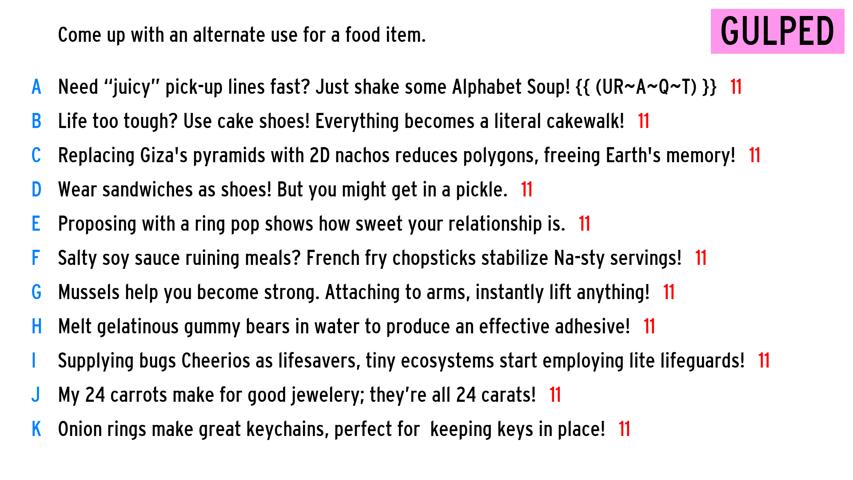 Come up with an alternate use for a food item.
GULPED
A Need “juicy” pick-up lines fast? Just shake some Alphabet Soup! {{ (UR~A~Q~T) }} 11
B Life too tough? Use cake shoes! Everything becomes a literal cakewalk! 11
C Replacing Giza's pyramids with 2D nachos reduces polygons, freeing Earth's memory! 11
D Wear sandwiches as shoes! But you might get in a pickle. 11
E Proposing with a ring pop shows how sweet your relationship is. 11
F Salty soy sauce ruining meals? French fry chopsticks stabilize Na-sty servings! 11
G Mussels help you become strong. Attaching to arms, instantly lift anything! 11
H Melt gelatinous gummy bears in water to produce an effective adhesive! 11
I Supplying bugs Cheerios as lifesavers, tiny ecosystems start employing lite lifeguards! 11
J My 24 carrots make for good jewelery; they’re all 24 carats! 11
K Onion rings make great keychains, perfect for  keeping keys in place! 11